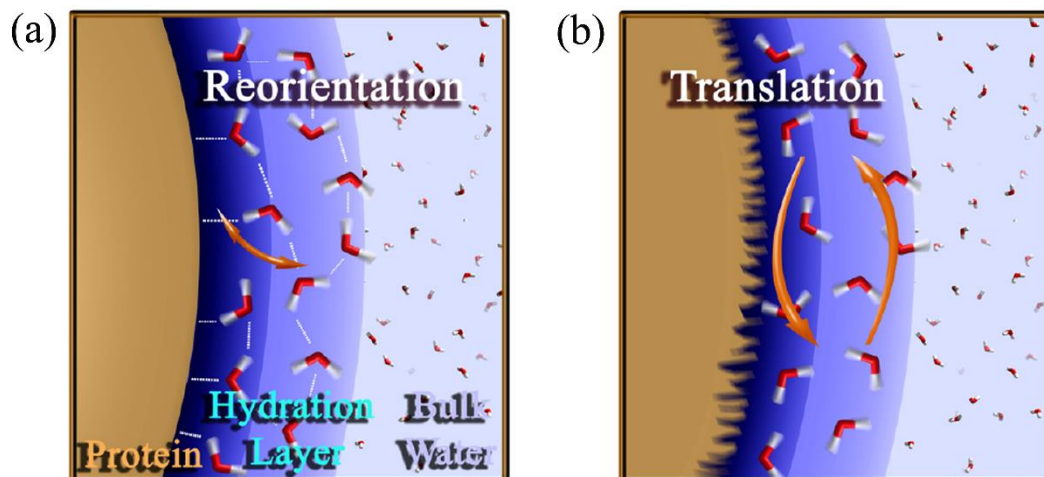 (a)
Reorientation
Hydration
Layer
Bulk
Water
Protein
(b)
Translation